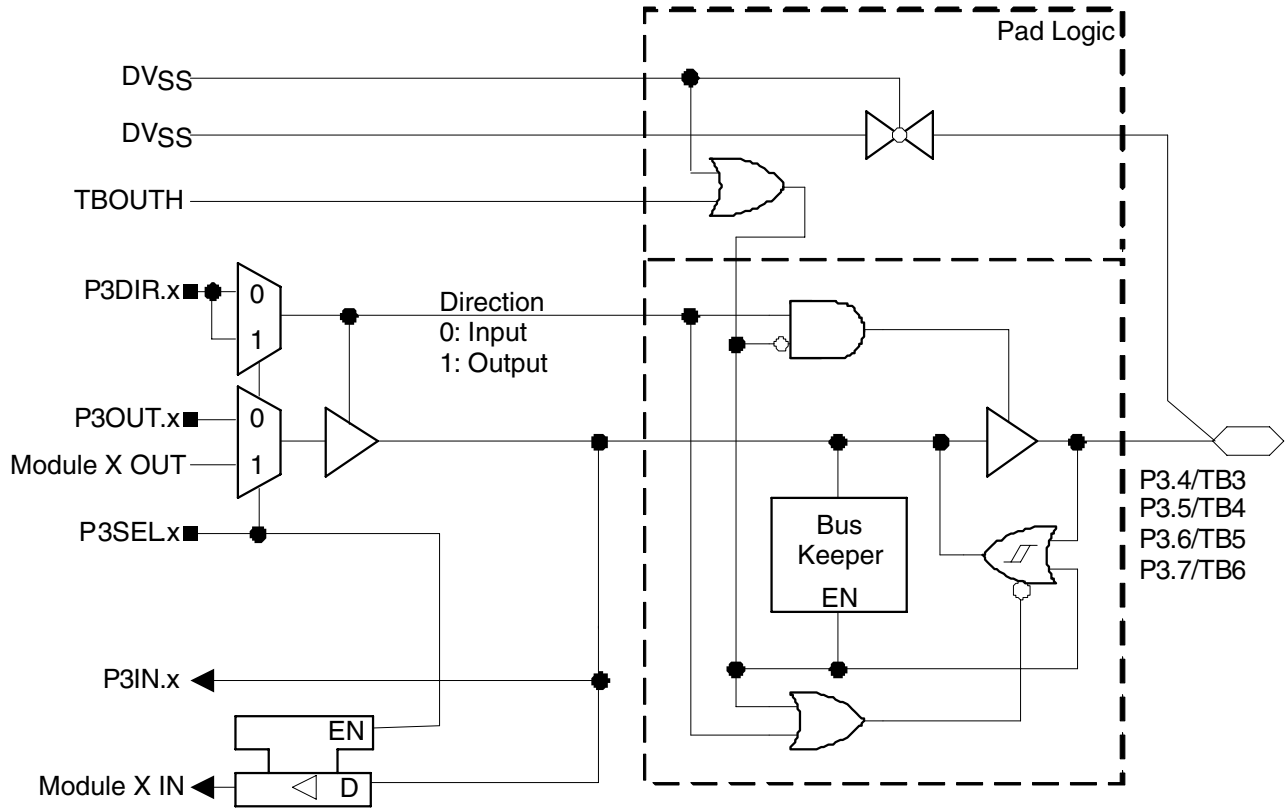 Pad Logic
DVSS
DVSS
TBOUTH
P3DIR.x
0
1
Direction
0: Input
1: Output
P3OUT.x
0
Module X OUT
1
P3SEL.x
Bus
Keeper
EN
P3.4/TB3
P3.5/TB4
P3.6/TB5
P3.7/TB6
P3IN.x
EN
Module X IN
D